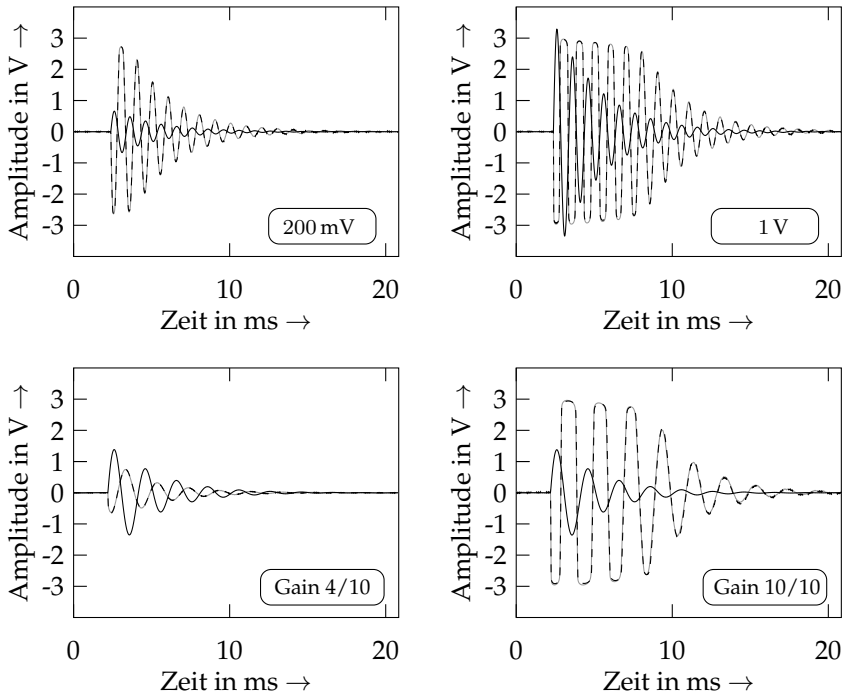 Amplitude in V →
3
2
1
0
-1
-2
-3
200 mV
0 10 20
Zeit in ms →
Amplitude in V →
3
2
1
0
-1
-2
-3
1 V
0 10 20
Zeit in ms →
Amplitude in V →
3
2
1
0
-1
-2
-3
Gain 4/10
0 10 20
Zeit in ms →
Amplitude in V →
3
2
1
0
-1
-2
-3
Gain 10/10
0 10 20
Zeit in ms →